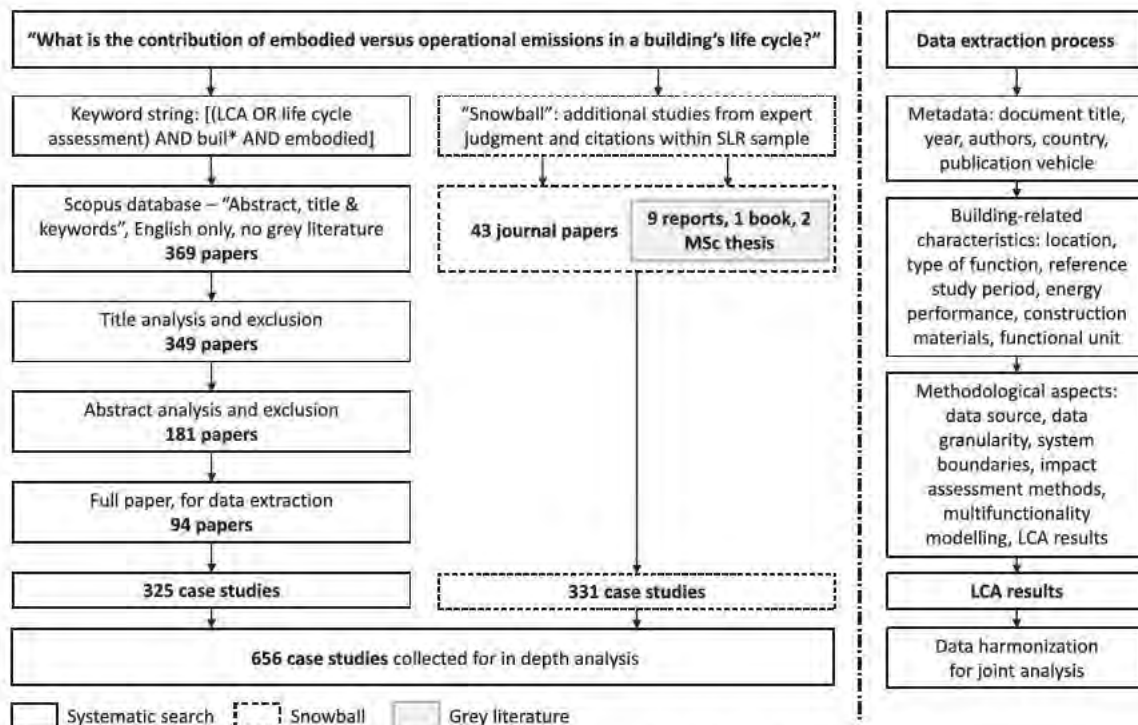 "What is the contribution of embodied versus operational emissions in a building's life cycle?"
Keyword string: [(LCA OR life cycle
assessment) AND buil* AND embodied]
"Snowball": additional studies from expert
judgment and citations within SLR sample
Scopus database – "Abstract, title &
keywords", English only, no grey literature
369 papers
43 journal papers
9 reports, 1 book, 2
MSc thesis
Title analysis and exclusion
349 papers
Abstract analysis and exclusion
181 papers
Full paper, for data extraction
94 papers
325 case studies
331 case studies
656 case studies collected for in depth analysis
Systematic search
Snowball
Grey literature
Data extraction process
Metadata: document title,
year, authors, country,
publication vehicle
Building-related
characteristics: location,
type of function, reference
study period, energy
performance, construction
materials, functional unit
Methodological aspects:
data source, data
granularity, system
boundaries, impact
assessment methods,
multifunctionality
modelling, LCA results
LCA results
Data harmonization
for joint analysis